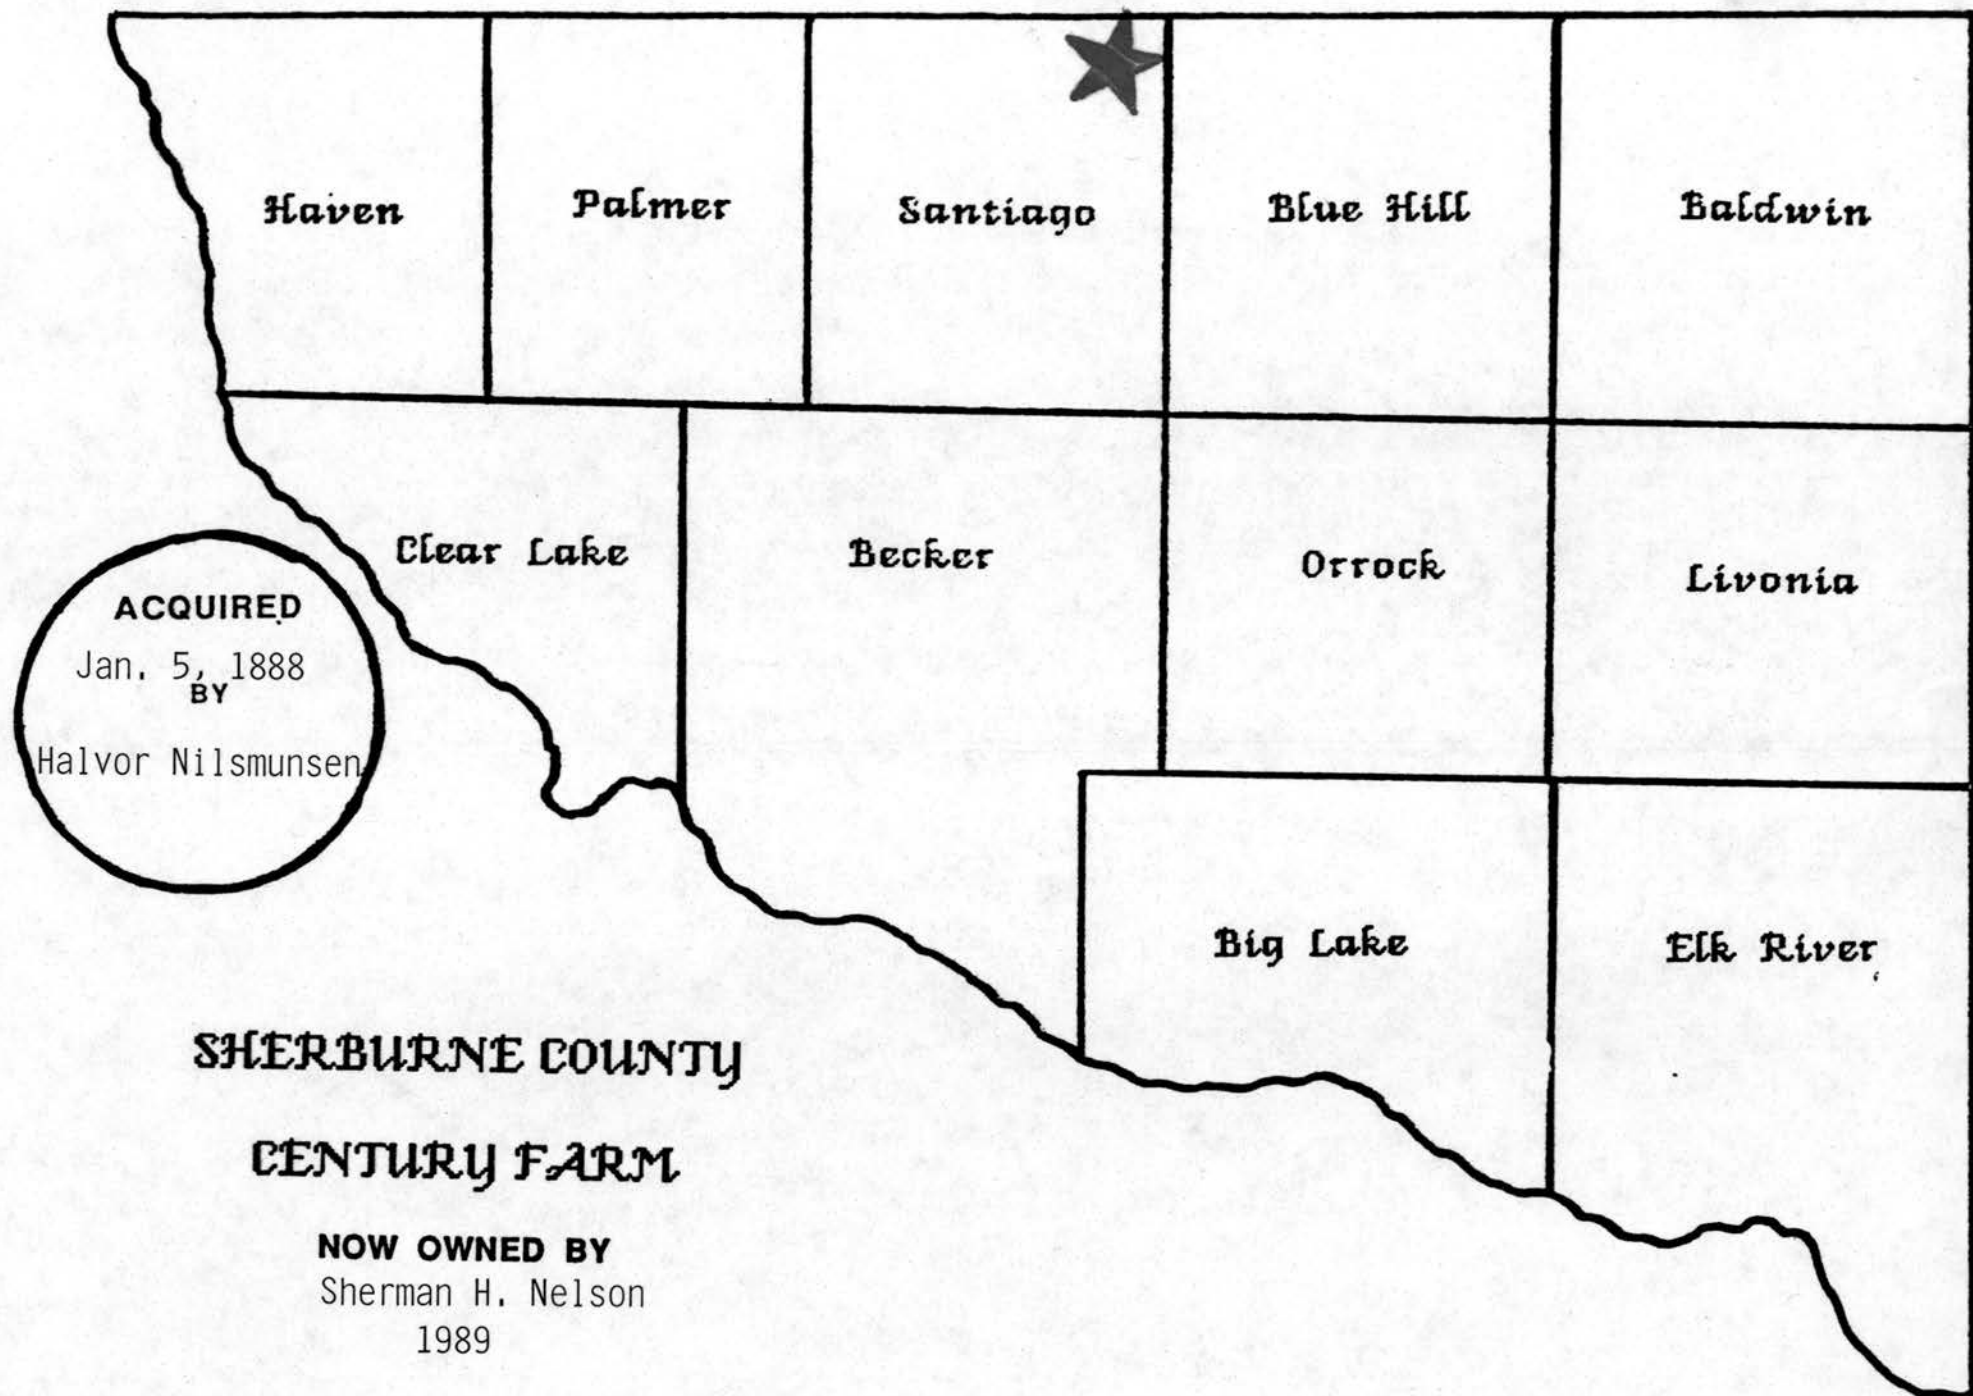 Haven
Palmer
Santiago
Blue Hill
Baldwin
Clear Lake
Becker
Orrock
Livonia
ACQUIRED
Jan. 5, 1888
BY
Halvor Nilsmunsen
Big Lake
Elk River
SHERBURNE COUNTY
CENTURY FARM
NOW OWNED BY
Sherman H. Nelson
1989